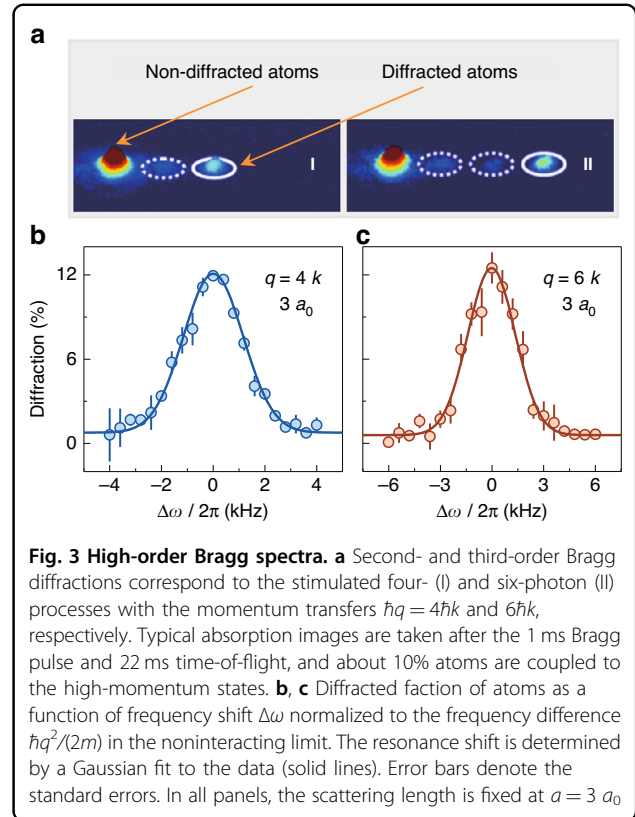 a
Non-diffracted atoms Diffracted atoms
I II
b c
q = 4 k
3 a₀
q = 6 k
3 a₀
Diffraction (%)
12
6
0
−4 −2 0 2 4
−6 −3 0 3 6
Δω / 2π (kHz) Δω / 2π (kHz)
Fig. 3 High-order Bragg spectra. a Second- and third-order Bragg
diffractions correspond to the stimulated four- (I) and six-photon (II)
processes with the momentum transfers ℏq = 4ℏk and 6ℏk,
respectively. Typical absorption images are taken after the 1 ms Bragg
pulse and 22 ms time-of-flight, and about 10% atoms are coupled to
the high-momentum states. b, c Diffracted faction of atoms as a
function of frequency shift Δω normalized to the frequency difference
ℏq²/(2m) in the noninteracting limit. The resonance shift is determined
by a Gaussian fit to the data (solid lines). Error bars denote the
standard errors. In all panels, the scattering length is fixed at a = 3 a₀